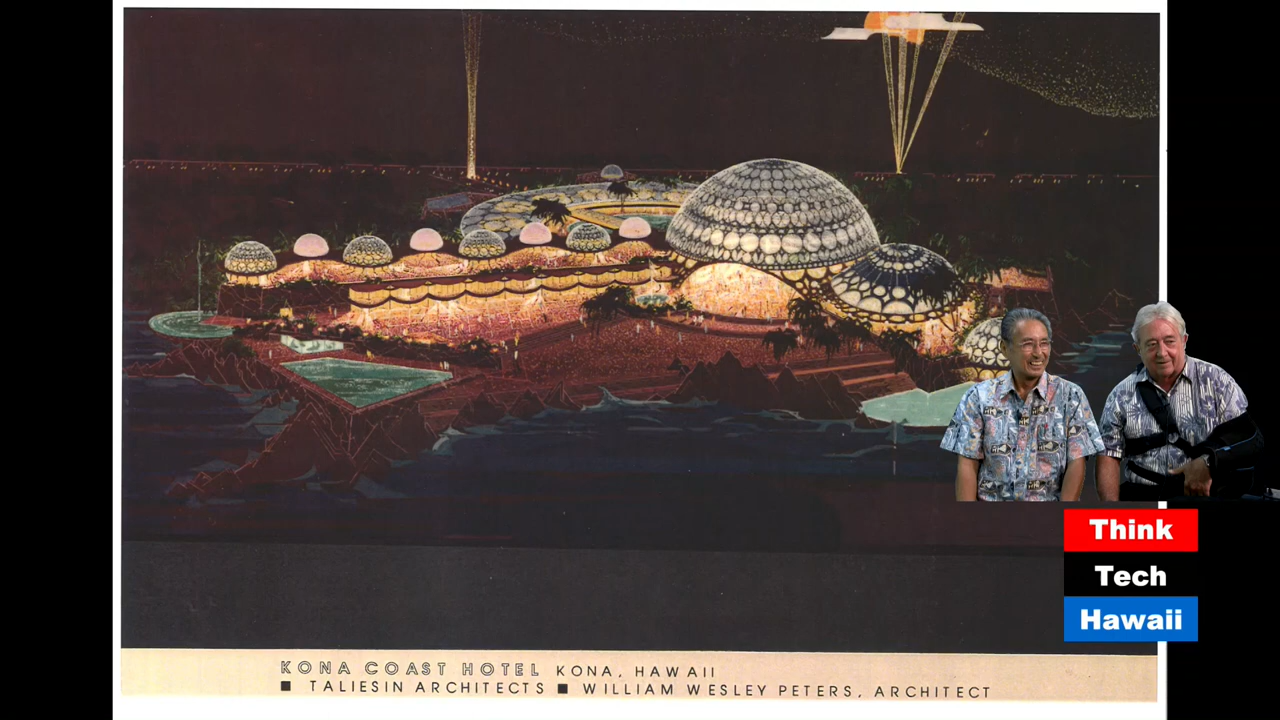 KONA COAST HOTEL KONA, HAWAII
■ TALIESIN ARCHITECTS ■ WILLIAM WESLEY PETERS, ARCHITECT
Think
Tech
Hawaii